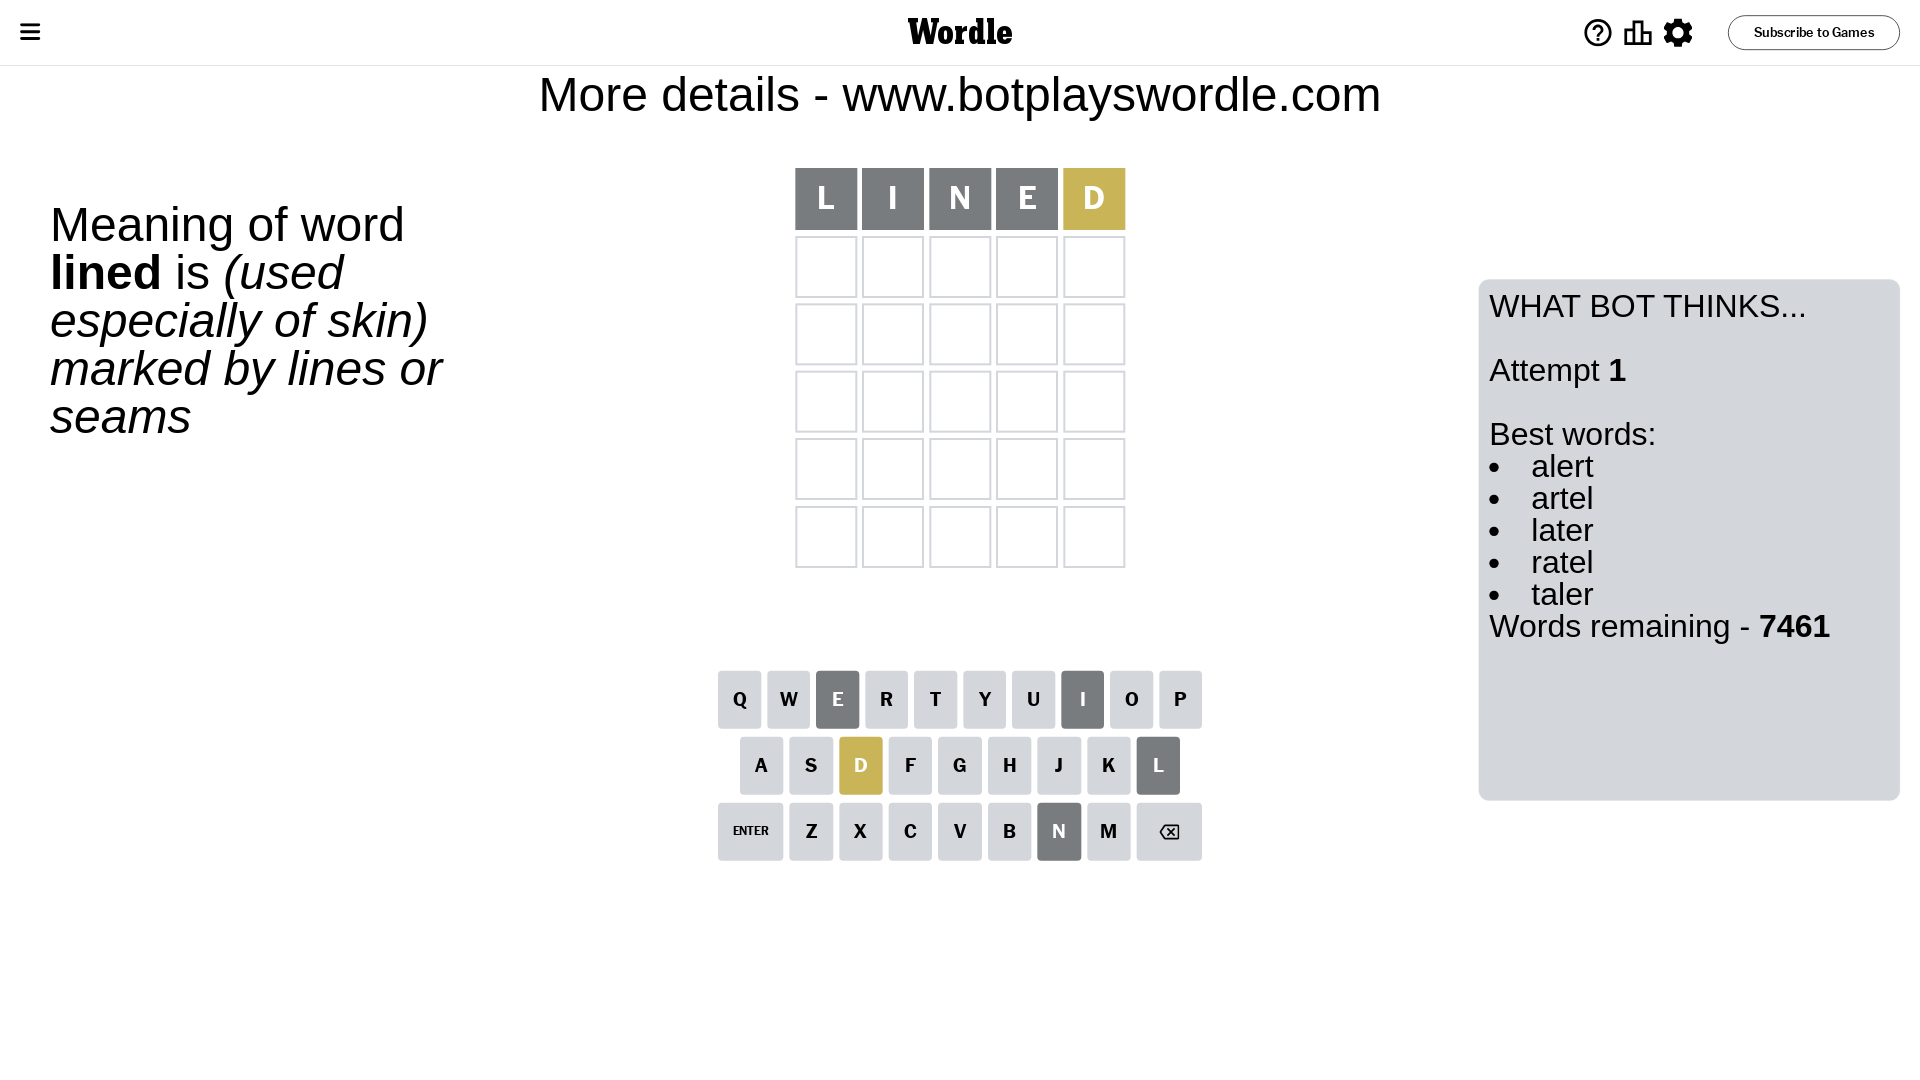 Wordle
Subscribe to Games
More details - www.botplayswordle.com
Meaning of word
lined is (used
especially of skin)
marked by lines or
seams
L I N E D
WHAT BOT THINKS...
Attempt 1
Best words:
• alert
• artel
• later
• ratel
• taler
Words remaining - 7461
Q W E R T Y U I O P
A S D F G H J K L
ENTER Z X C V B N M